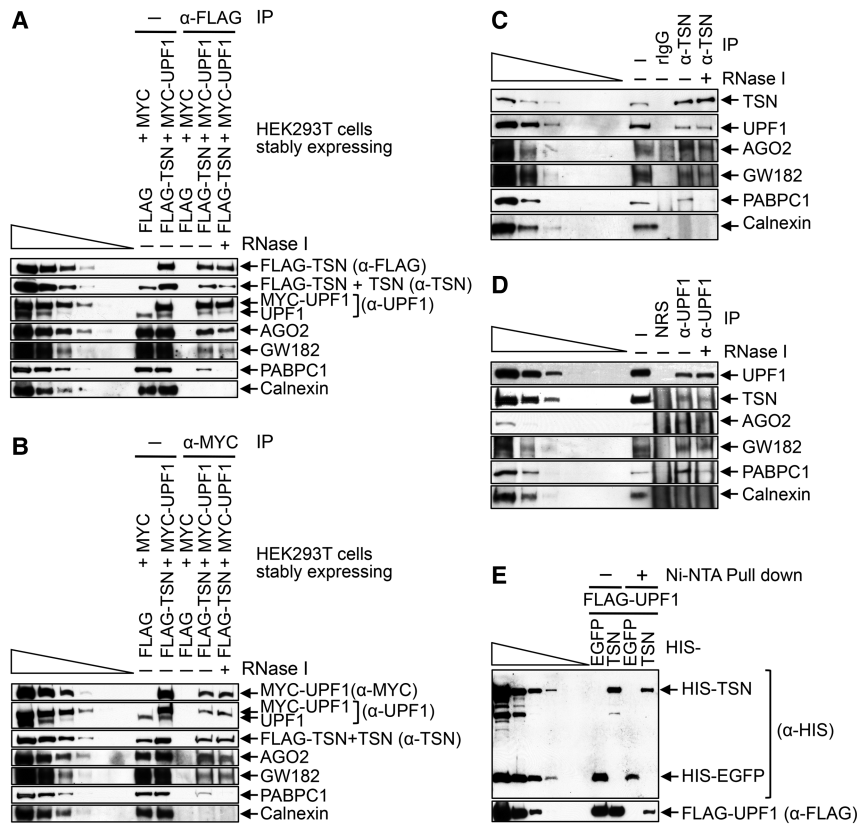 A
− α-FLAG IP
FLAG + MYC
FLAG-TSN + MYC-UPF1
FLAG + MYC
FLAG-TSN + MYC-UPF1
FLAG-TSN + MYC-UPF1
HEK293T cells
stably expressing
− − − − + RNase I
FLAG-TSN (α-FLAG)
FLAG-TSN + TSN (α-TSN)
MYC-UPF1
UPF1
(α-UPF1)
AGO2
GW182
PABPC1
Calnexin
B
− α-MYC IP
FLAG + MYC
FLAG-TSN + MYC-UPF1
FLAG + MYC
FLAG-TSN + MYC-UPF1
FLAG-TSN + MYC-UPF1
HEK293T cells
stably expressing
− − − − + RNase I
MYC-UPF1(α-MYC)
MYC-UPF1
UPF1
(α-UPF1)
FLAG-TSN+TSN (α-TSN)
AGO2
GW182
PABPC1
Calnexin
C
− rIgG α-TSN α-TSN IP
− + RNase I
TSN
UPF1
AGO2
GW182
PABPC1
Calnexin
D
− NRS α-UPF1 α-UPF1 IP
− + RNase I
UPF1
TSN
AGO2
GW182
PABPC1
Calnexin
E
− + Ni-NTA Pull down
FLAG-UPF1
EGFP TSN EGFP TSN HIS-
HIS-TSN
(α-HIS)
HIS-EGFP
FLAG-UPF1 (α-FLAG)